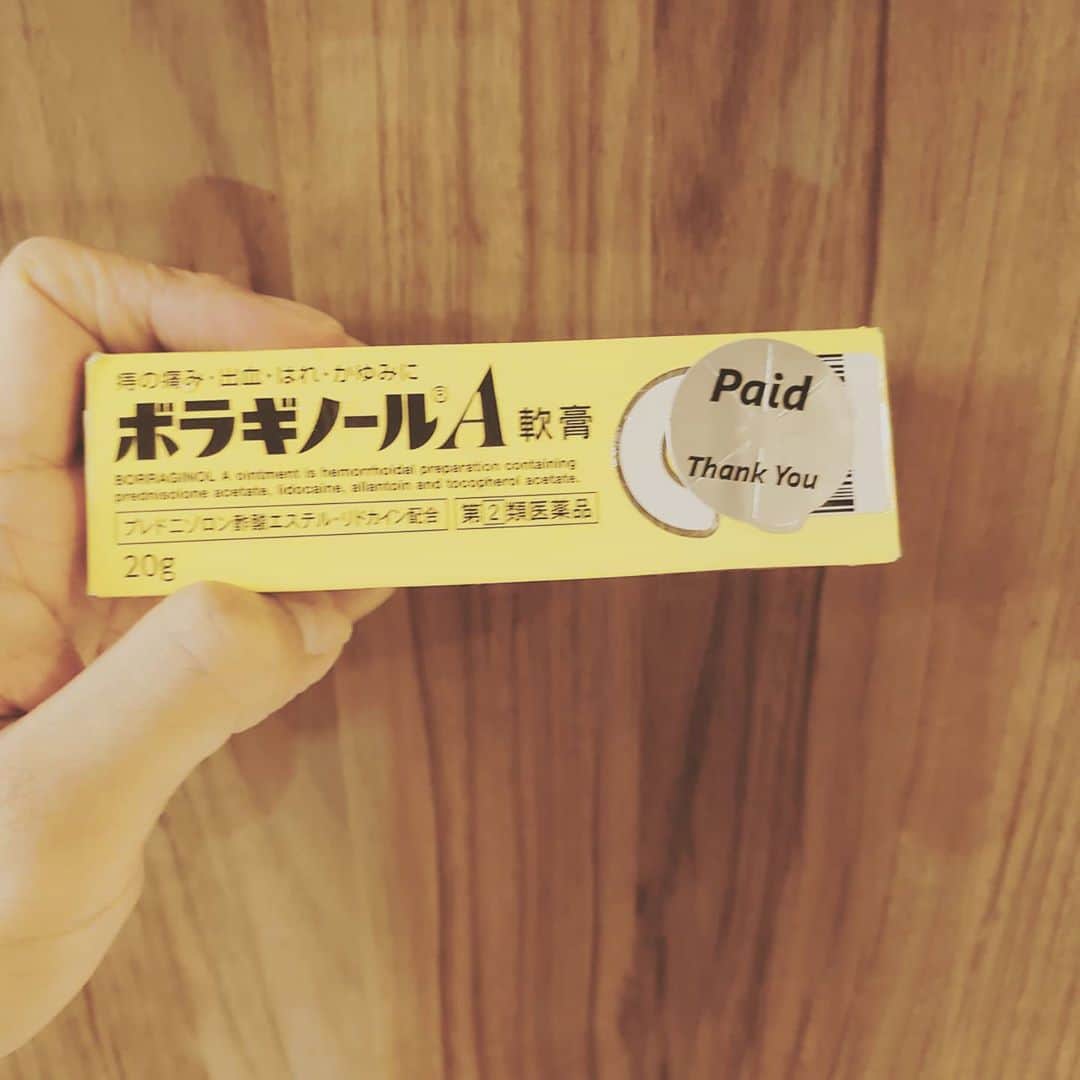 痔の痛み・出血・はれ・かゆみに
ボラギノール®A 軟膏
BORRAGINOL A ointment is hemorrhoidal preparation containing
prednisolone acetate, lidocaine, allantoin and tocopherol acetate.
プレドニゾロン酢酸エステル・リドカイン配合 第②類医薬品
20g
Paid
Thank You